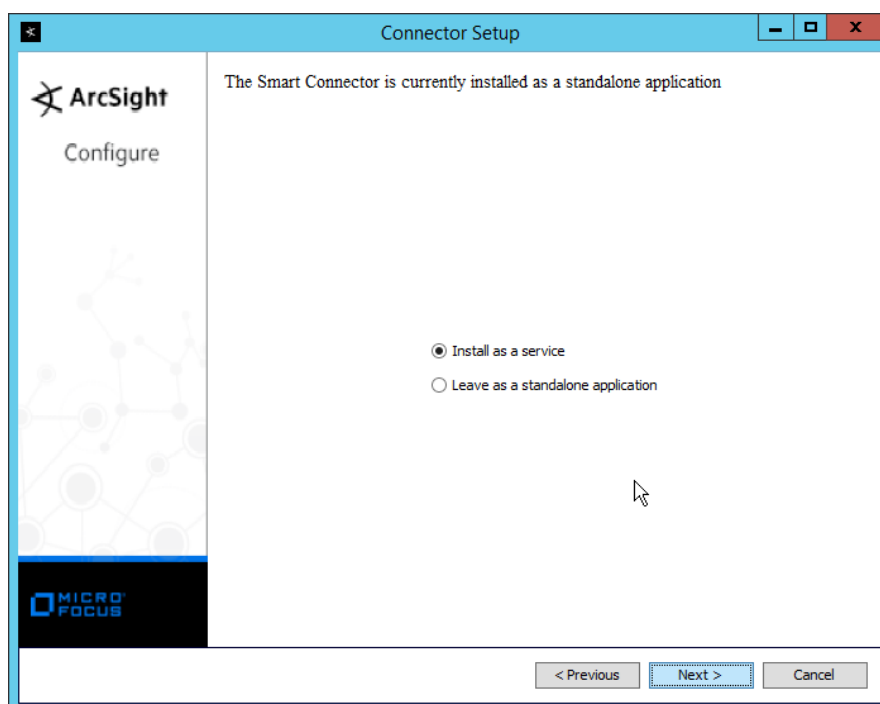 Connector Setup
ArcSight
Configure
The Smart Connector is currently installed as a standalone application
Install as a service
Leave as a standalone application
MICRO
FOCUS
< Previous
Next >
Cancel